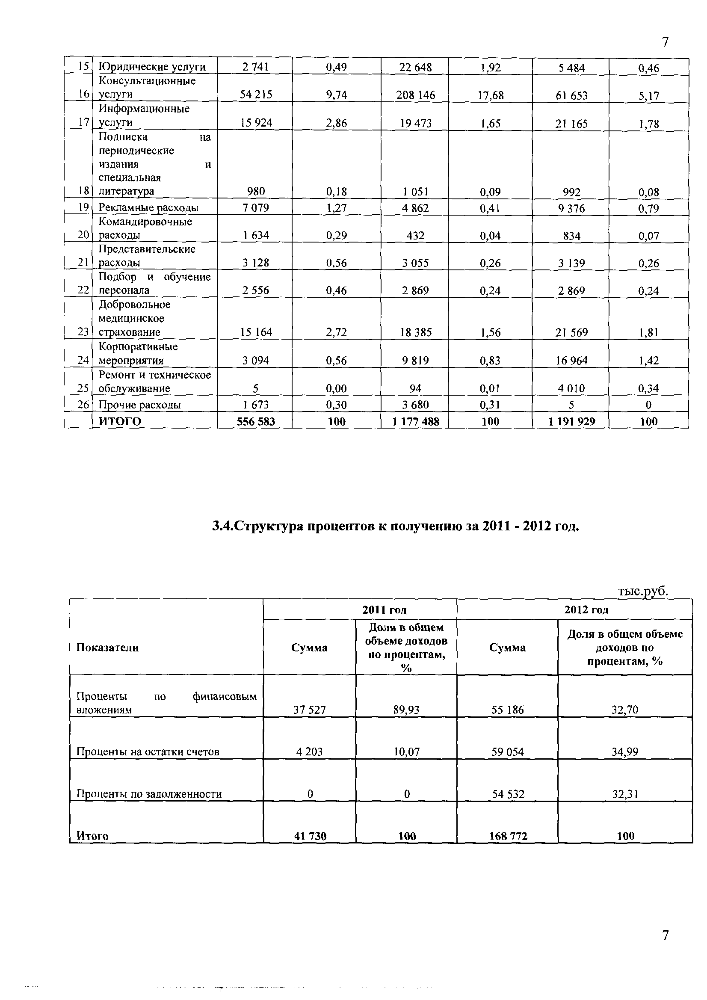 7
15 Юридические услуги 2 741 0,49 22 648 1,92 5 484 0,46
Консультационные
16 услуги 54 215 9,74 208 146 17,68 61 653 5,17
Информационные
17 услуги 15 924 2,86 19 473 1,65 21 165 1,78
Подписка на
периодические
издания и
специальная
18 литература 980 0,18 1 051 0,09 992 0,08
19 Рекламные расходы 7 079 1,27 4 862 0,41 9 376 0,79
Командировочные
20 расходы 1 634 0,29 432 0,04 834 0,07
Представительские
21 расходы 3 128 0,56 3 055 0,26 3 139 0,26
Подбор и обучение
22 персонала 2 556 0,46 2 869 0,24 2 869 0,24
Добровольное
медицинское
23 страхование 15 164 2,72 18 385 1,56 21 569 1,81
Корпоративные
24 мероприятия 3 094 0,56 9 819 0,83 16 964 1,42
Ремонт и техническое
25 обслуживание 5 0,00 94 0,01 4 010 0,34
26 Прочие расходы 1 673 0,30 3 680 0,31 5 0
ИТОГО 556 583 100 1 177 488 100 1 191 929 100
3.4.Структура процентов к получению за 2011 - 2012 год.
тыс.руб.
2011 год 2012 год
Показатели
Сумма
Доля в общем
объеме доходов
по процентам,
%
Сумма
Доля в общем объеме
доходов по
процентам, %
Проценты по финансовым
вложениям 37 527 89,93 55 186 32,70
Проценты на остатки счетов 4 203 10,07 59 054 34,99
Проценты по задолженности 0 0 54 532 32,31
Итого 41 730 100 168 772 100
7